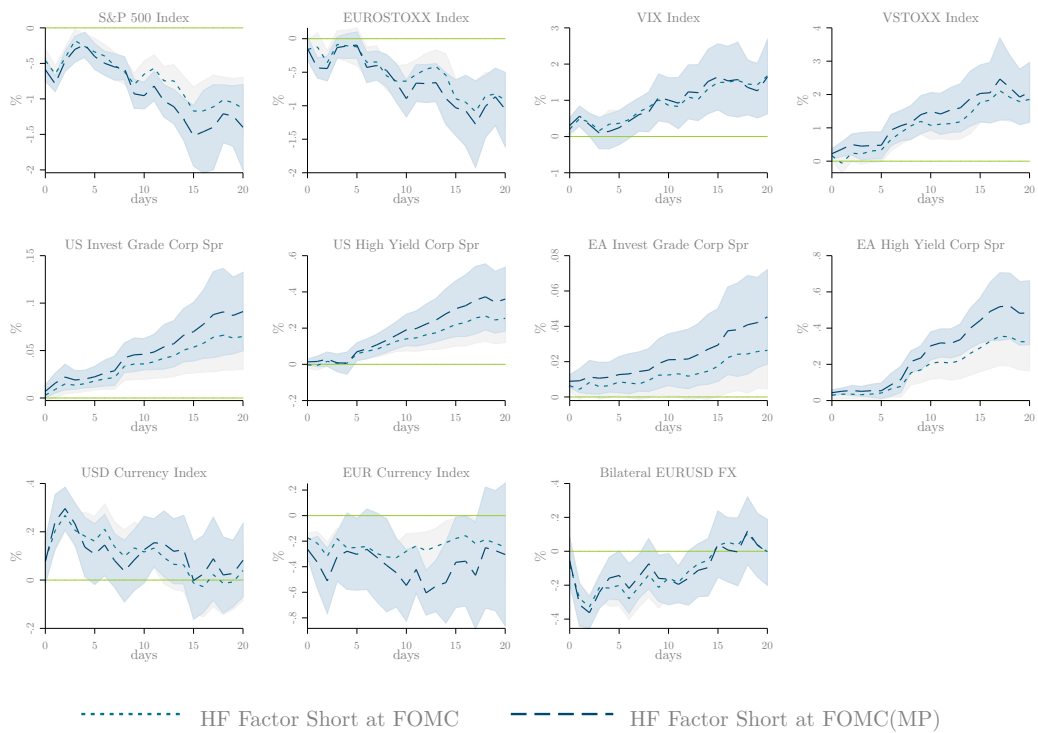 S&P 500 Index
EUROSTOXX Index
VIX Index
VSTOXX Index
%
0
-.5
-1
-1.5
-2
0 5 10 15 20
days
%
0
-.5
-1
-1.5
-2
0 5 10 15 20
days
%
3
2
1
0
-1
0 5 10 15 20
days
%
4
3
2
1
0
0 5 10 15 20
days
US Invest Grade Corp Spr
US High Yield Corp Spr
EA Invest Grade Corp Spr
EA High Yield Corp Spr
%
.15
.1
.05
0
0 5 10 15 20
days
%
.6
.4
.2
0
-.2
0 5 10 15 20
days
%
.08
.06
.04
.02
0
0 5 10 15 20
days
%
.8
.6
.4
.2
0
0 5 10 15 20
days
USD Currency Index
EUR Currency Index
Bilateral EURUSD FX
%
.4
.2
0
-.2
0 5 10 15 20
days
%
.2
0
-.2
-.4
-.6
-.8
0 5 10 15 20
days
%
.4
.2
0
-.2
-.4
0 5 10 15 20
days
HF Factor Short at FOMC
HF Factor Short at FOMC(MP)